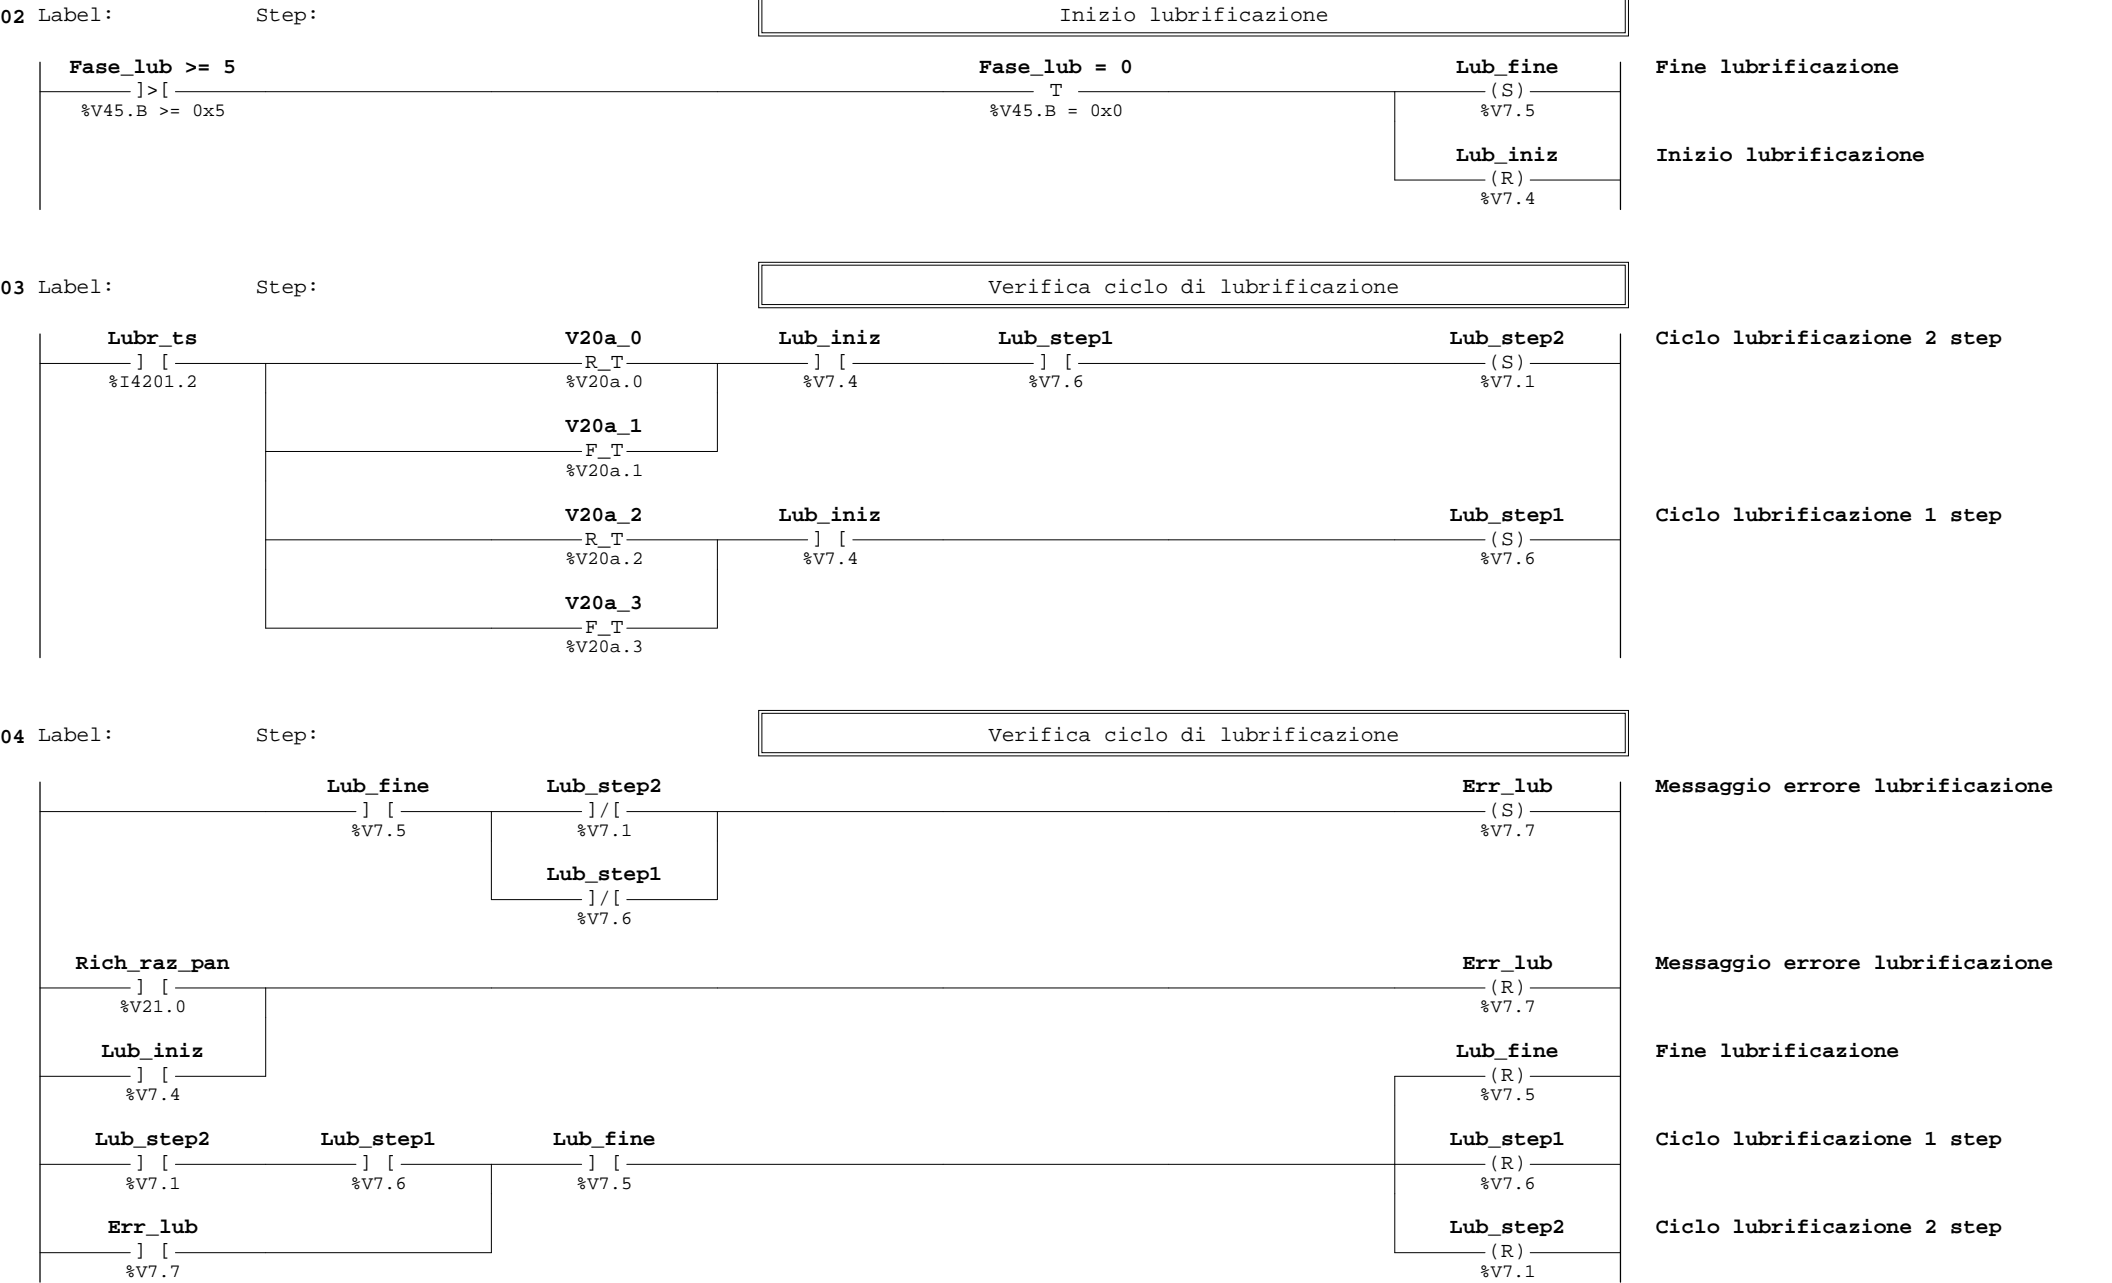 02 Label: Step: Inizio lubrificazione
Fase_lub >= 5 Fase_lub = 0 Lub_fine Fine lubrificazione
]>[ T (S)
%V45.B >= 0x5 %V45.B = 0x0 %V7.5
Lub_iniz Inizio lubrificazione
(R)
%V7.4
03 Label: Step: Verifica ciclo di lubrificazione
Lubr_ts V20a_0 Lub_iniz Lub_step1 Lub_step2 Ciclo lubrificazione 2 step
] [ R_T ] [ ] [ (S)
%I4201.2 %V20a.0 %V7.4 %V7.6 %V7.1
V20a_1
F_T
%V20a.1
V20a_2 Lub_iniz Lub_step1 Ciclo lubrificazione 1 step
R_T ] [ (S)
%V20a.2 %V7.4 %V7.6
V20a_3
F_T
%V20a.3
04 Label: Step: Verifica ciclo di lubrificazione
Lub_fine Lub_step2 Err_lub Messaggio errore lubrificazione
] [ ]/[ (S)
%V7.5 %V7.1 %V7.7
Lub_step1
]/[
%V7.6
Rich_raz_pan Err_lub Messaggio errore lubrificazione
] [ (R)
%V21.0 %V7.7
Lub_iniz Lub_fine Fine lubrificazione
] [ (R)
%V7.4 %V7.5
Lub_step2 Lub_step1 Lub_fine Lub_step1 Ciclo lubrificazione 1 step
] [ ] [ ] [ (R)
%V7.1 %V7.6 %V7.5 %V7.6
Err_lub Lub_step2 Ciclo lubrificazione 2 step
] [ (R)
%V7.7 %V7.1